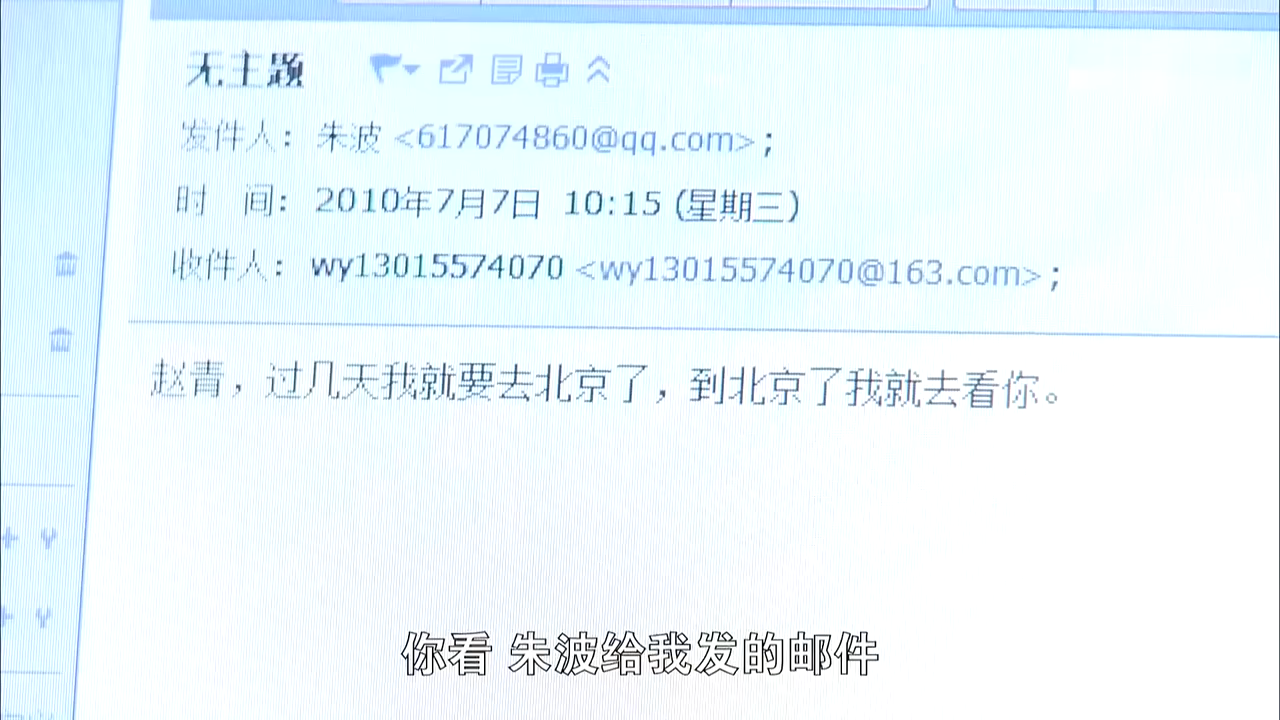 无主题
发件人：朱波 <617074860@qq.com>；
时 间：2010年7月7日 10:15 (星期三)
收件人：wy13015574070 <wy13015574070@163.com>；
赵青，过几天我就要去北京了，到北京了我就去看你。
你看 朱波给我发的邮件